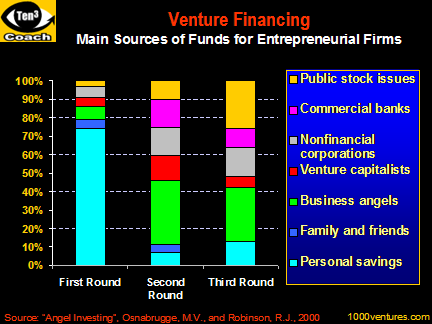 Ten³
Coach
Venture Financing
Main Sources of Funds for Entrepreneurial Firms
100%
90%
80%
70%
60%
50%
40%
30%
20%
10%
0%
First Round
Second
Round
Third Round
Public stock issues
Commercial banks
Nonfinancial
corporations
Venture capitalists
Business angels
Family and friends
Personal savings
Source: "Angel Investing", Osnabrugge, M.V., and Robinson, R.J., 2000
1000ventures.com